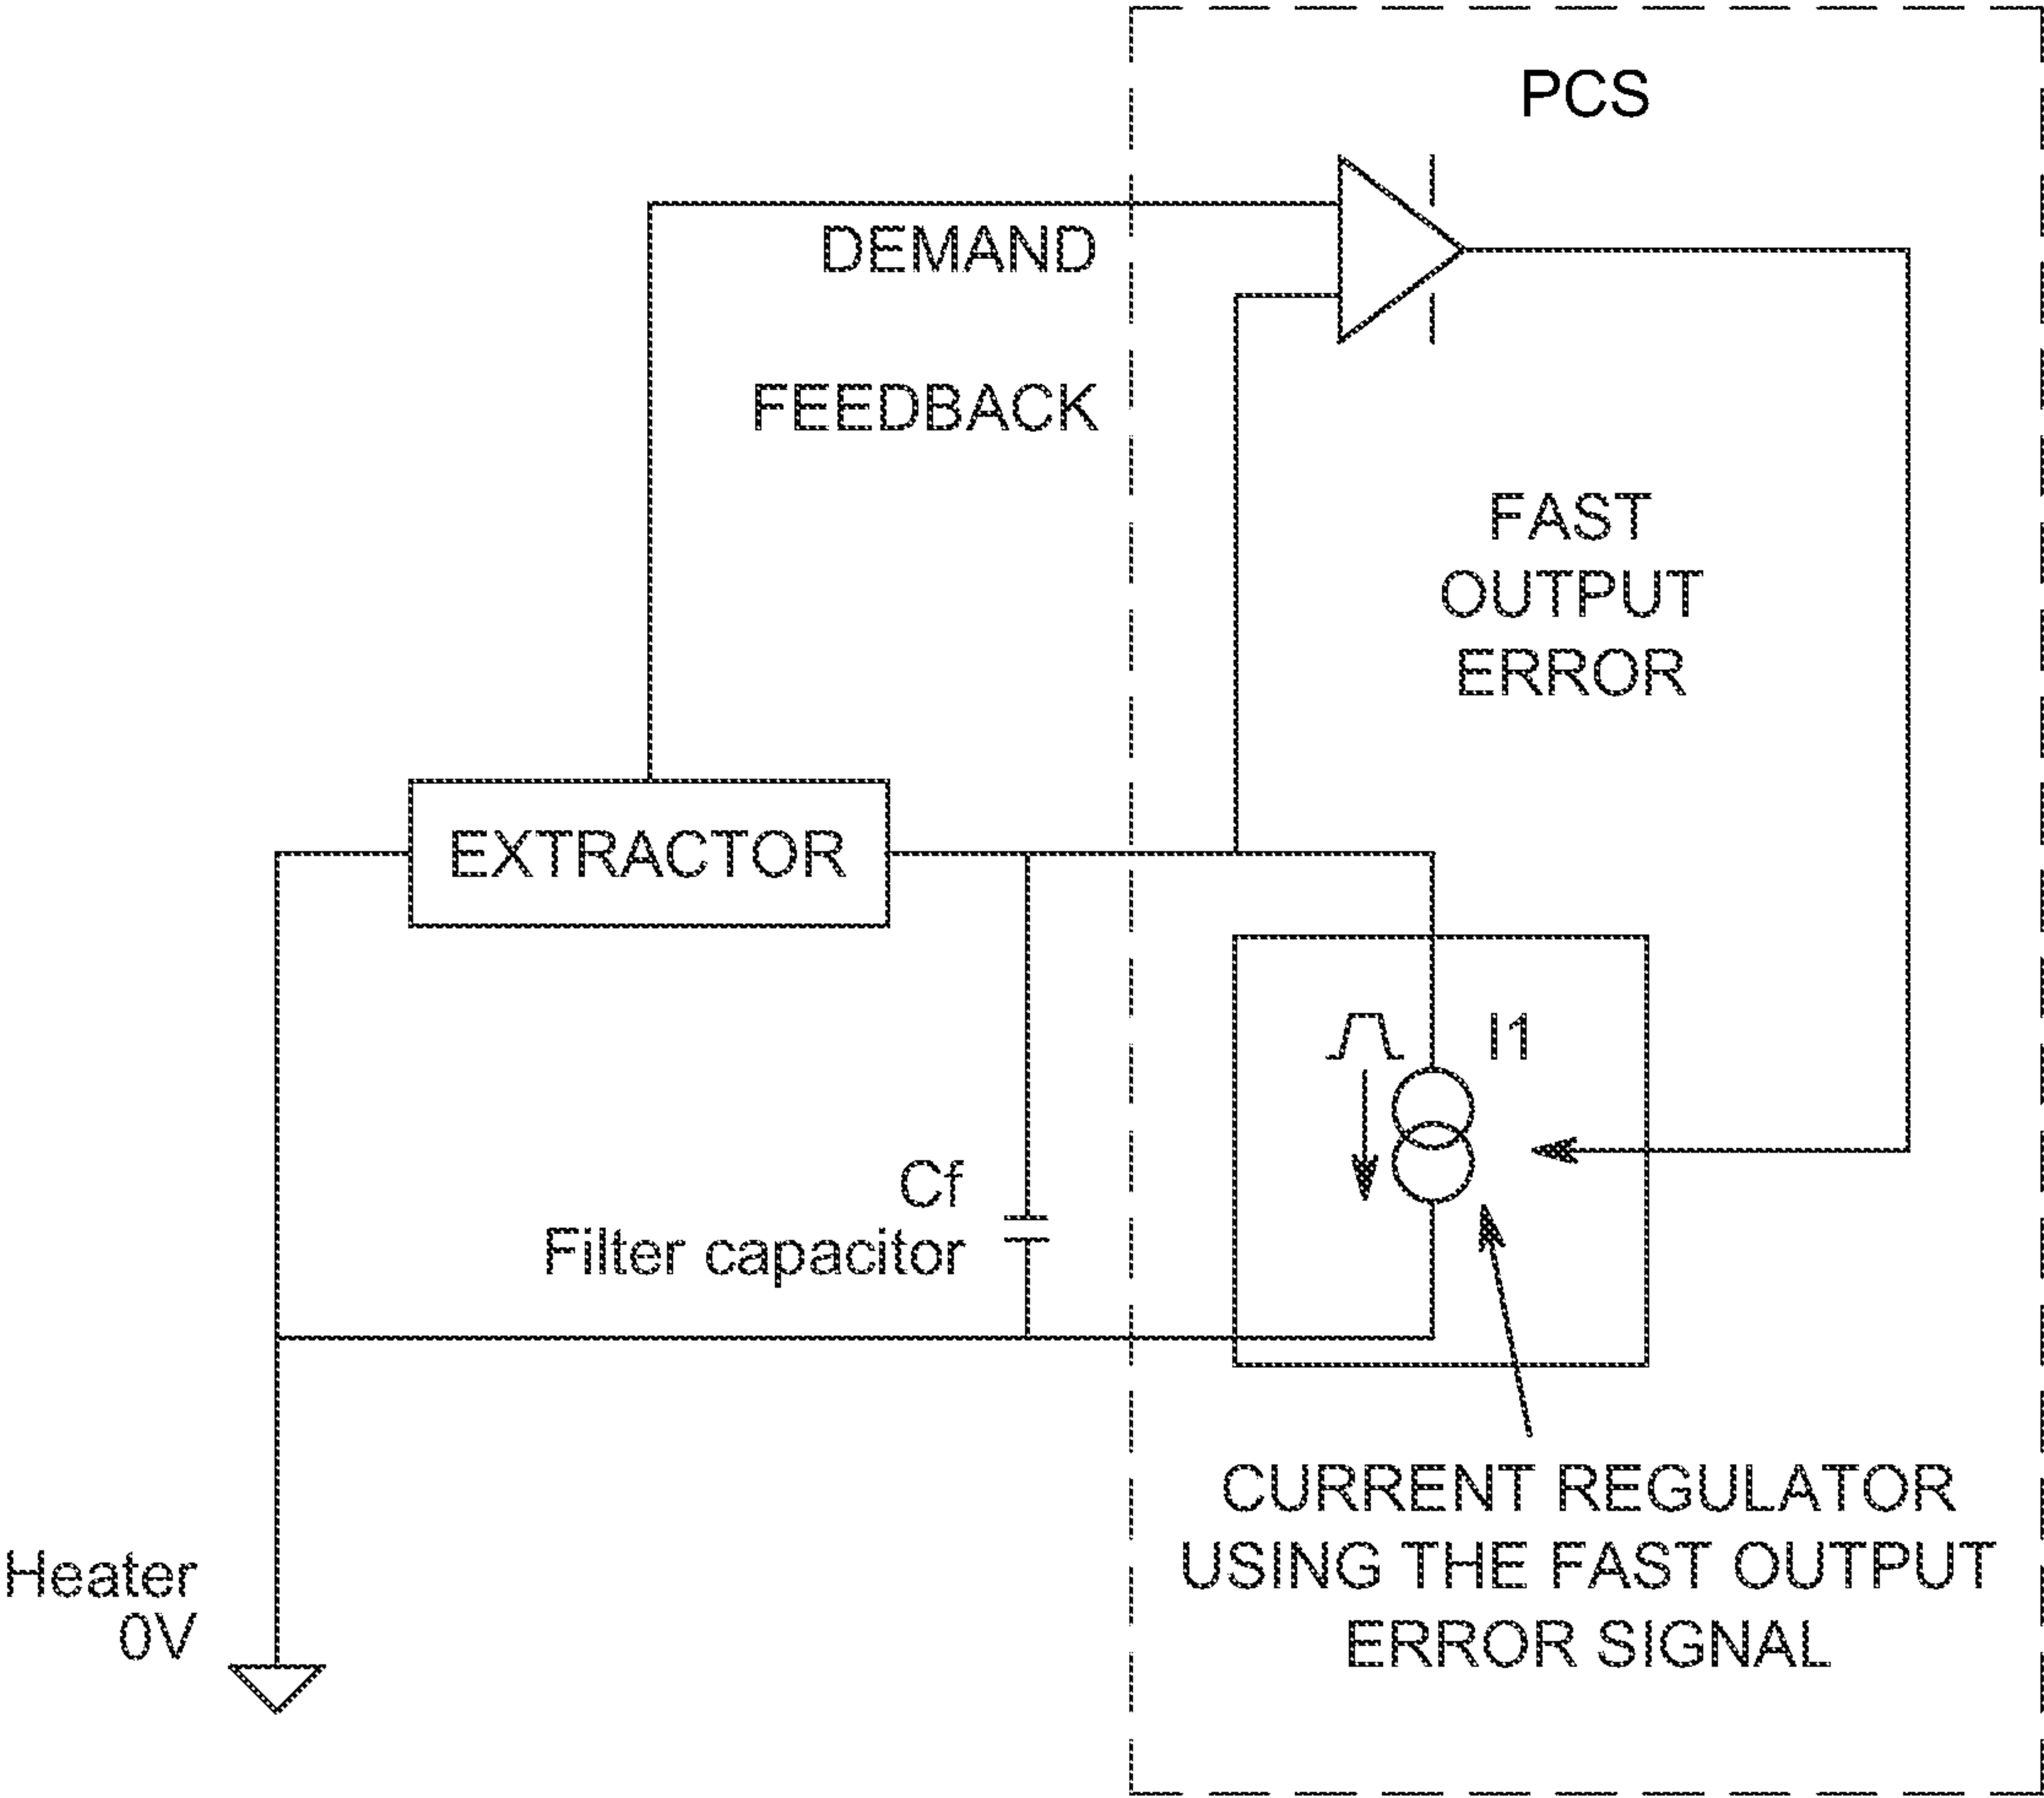 PCS
DEMAND
FEEDBACK
FAST
OUTPUT
ERROR
EXTRACTOR
I1
Cf
Filter capacitor
CURRENT REGULATOR
USING THE FAST OUTPUT
ERROR SIGNAL
Heater
0V